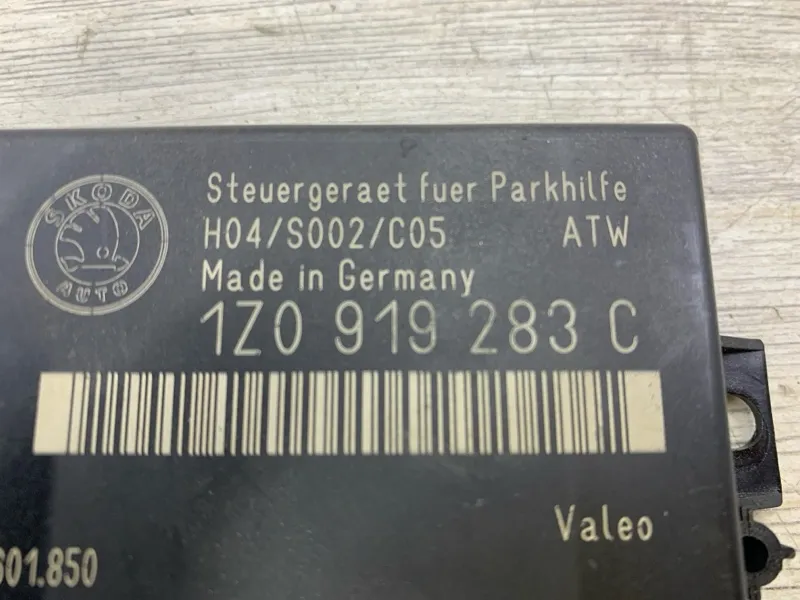 SKODA
AUTO
Steuergeraet fuer Parkhilfe
H04/S002/C05 ATW
Made in Germany
1Z0 919 283 C
Valeo
601.850